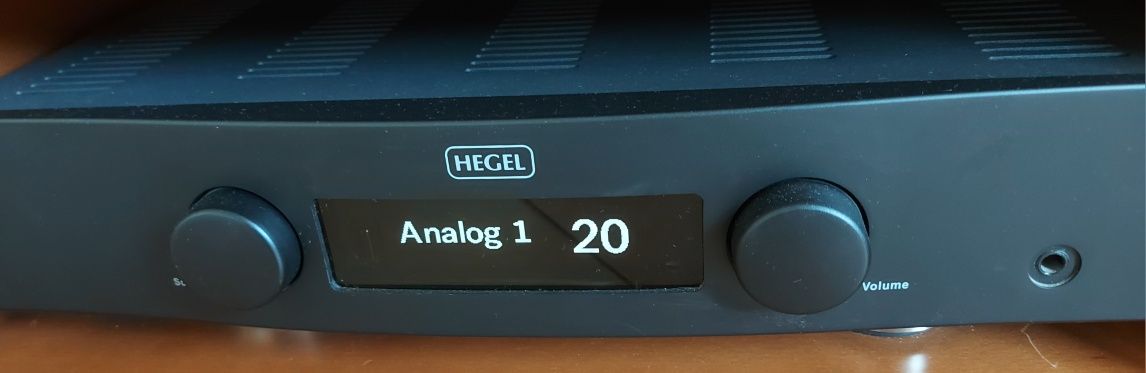 HEGEL
Analog 1 20
Volume